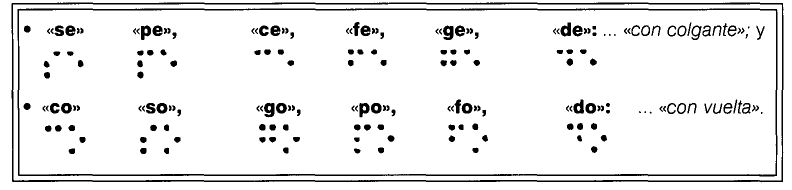 • «se» «pe», «ce», «fe», «ge», «de»: ... «con colgante»; y
⠎⠑ ⠏⠑ ⠉⠑ ⠋⠑ ⠛⠑ ⠙⠑
• «co» «so», «go», «po», «fo», «do»: ... «con vuelta».
⠉⠕ ⠎⠕ ⠛⠕ ⠏⠕ ⠋⠕ ⠙⠕